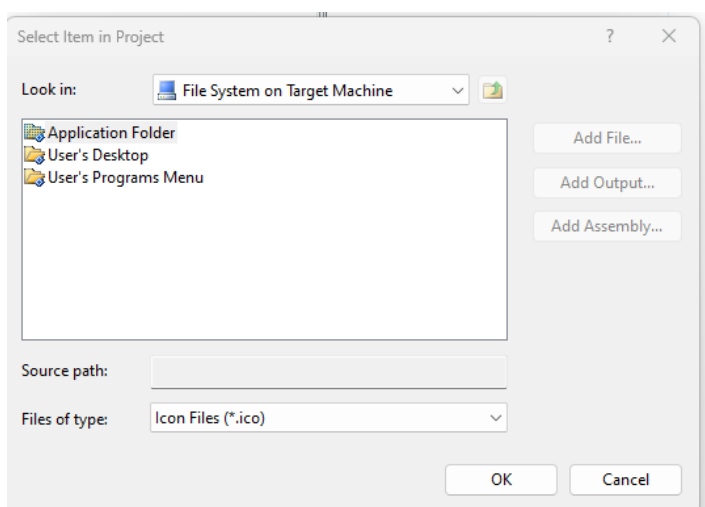 Select Item in Project
?
Look in:
File System on Target Machine
Application Folder
User's Desktop
User's Programs Menu
Add File...
Add Output...
Add Assembly...
Source path:
Files of type:
Icon Files (*.ico)
OK
Cancel